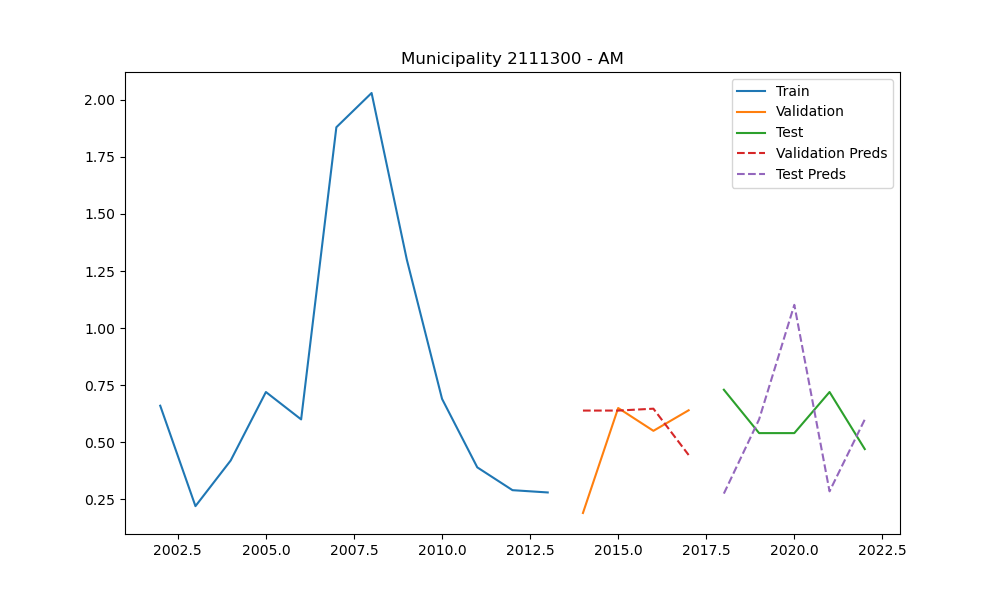 Municipality 2111300 - AM
Train
Validation
Test
Validation Preds
Test Preds
2.00
1.75
1.50
1.25
1.00
0.75
0.50
0.25
2002.5 2005.0 2007.5 2010.0 2012.5 2015.0 2017.5 2020.0 2022.5